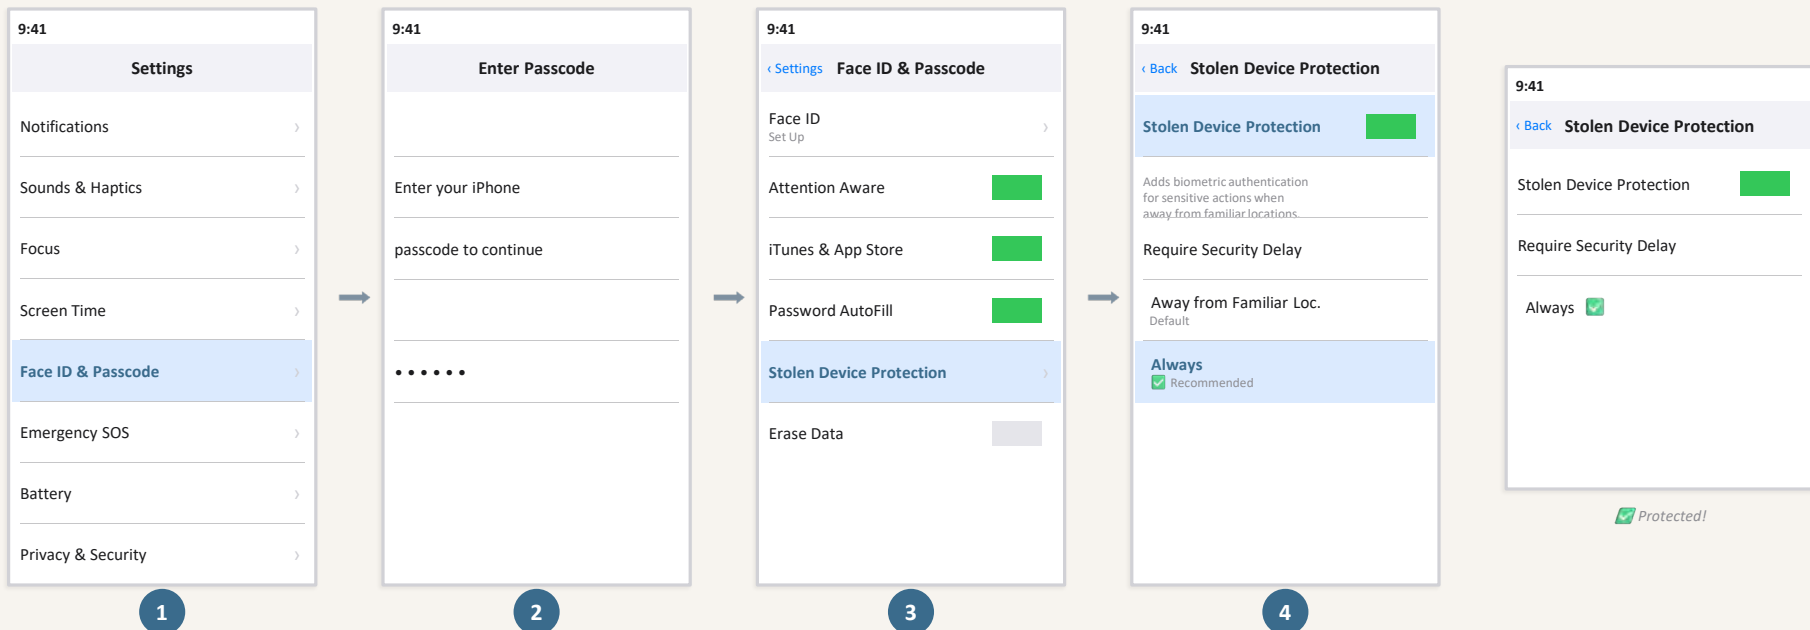 9:41
Settings
Notifications
Sounds & Haptics
Focus
Screen Time
Face ID & Passcode
Emergency SOS
Battery
Privacy & Security
1
9:41
Enter Passcode
Enter your iPhone
passcode to continue
••••••
2
9:41
‹ Settings Face ID & Passcode
Face ID
Set Up
Attention Aware
iTunes & App Store
Password AutoFill
Stolen Device Protection
Erase Data
3
9:41
‹ Back Stolen Device Protection
Stolen Device Protection
Adds biometric authentication
for sensitive actions when
away from familiar locations.
Require Security Delay
Away from Familiar Loc.
Default
Always
✅ Recommended
4
9:41
‹ Back Stolen Device Protection
Stolen Device Protection
Require Security Delay
Always ✅
✅ Protected!